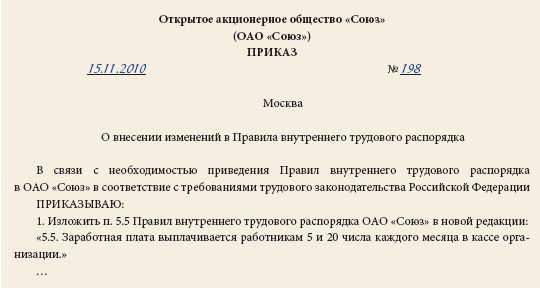 Открытое акционерное общество «Союз»
(ОАО «Союз»)
ПРИКАЗ
15.11.2010 № 198
Москва
О внесении изменений в Правила внутреннего трудового распорядка
В связи с необходимостью приведения Правил внутреннего трудового распорядка
в ОАО «Союз» в соответствие с требованиями трудового законодательства Российской Федерации
ПРИКАЗЫВАЮ:
1. Изложить п. 5.5 Правил внутреннего трудового распорядка ОАО «Союз» в новой редакции:
«5.5. Заработная плата выплачивается работникам 5 и 20 числа каждого месяца в кассе орга-
низации.»
…